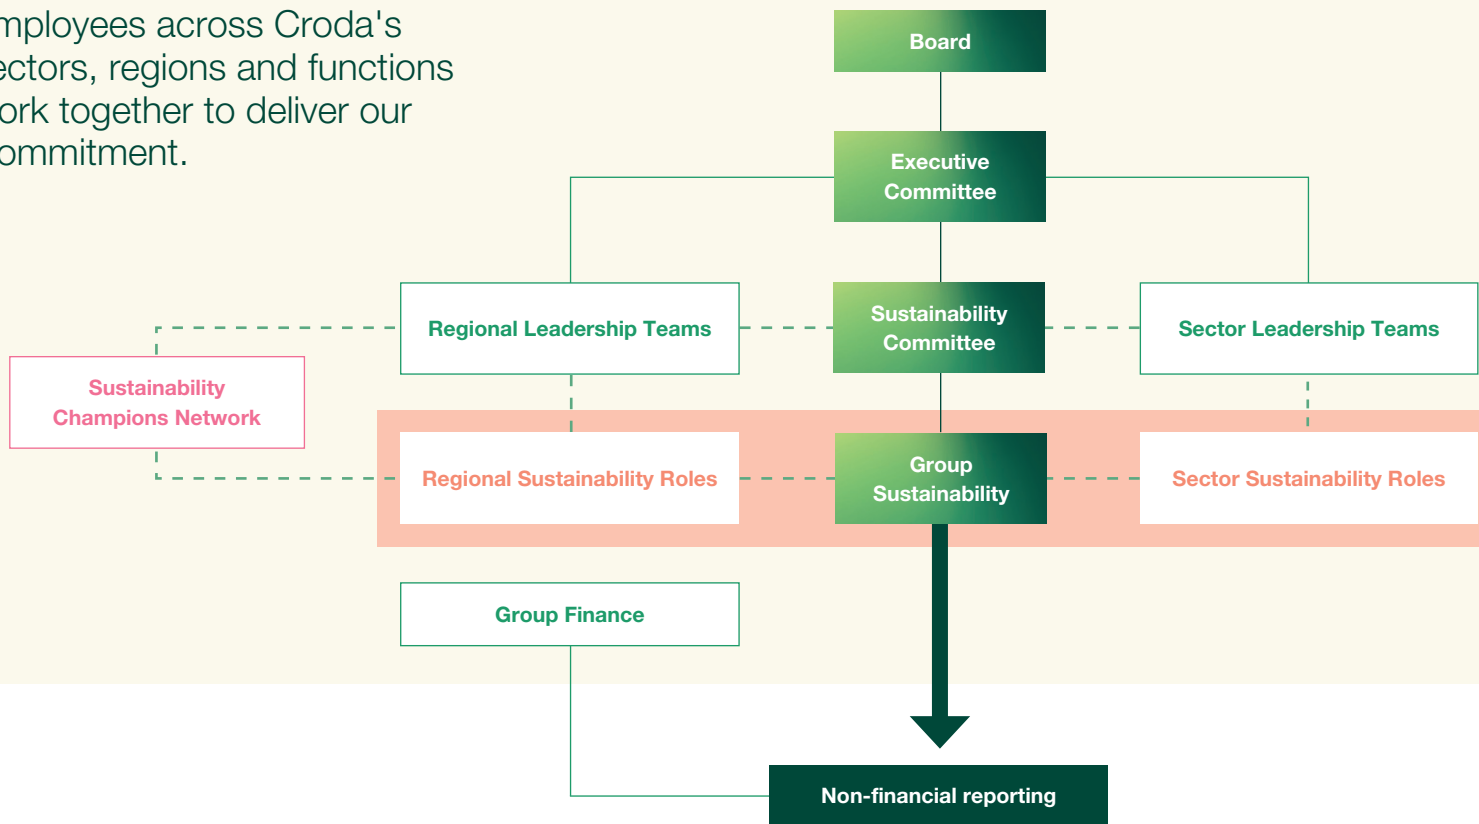 mployees across Croda's
ectors, regions and functions
ork together to deliver our
ommitment.
Board
Executive
Committee
Regional Leadership Teams
Sustainability
Committee
Sector Leadership Teams
Sustainability
Champions Network
Regional Sustainability Roles
Group
Sustainability
Sector Sustainability Roles
Group Finance
Non-financial reporting